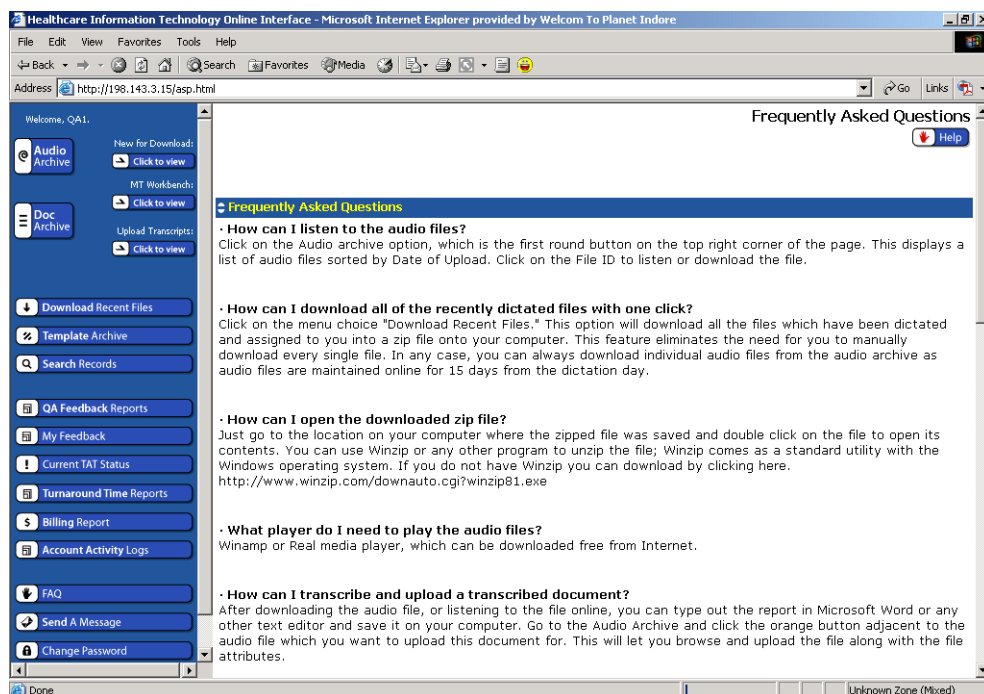 Healthcare Information Technology Online Interface - Microsoft Internet Explorer provided by Welcom To Planet Indore
File Edit View Favorites Tools Help
Back Search Favorites Media
Address http://198.143.3.15/asp.html Go Links
Welcome, QA1.
Audio Archive
New for Download:
Click to view
MT Workbench:
Click to view
Doc Archive
Upload Transcripts:
Click to view
Download Recent Files
Template Archive
Search Records
QA Feedback Reports
My Feedback
Current TAT Status
Turnaround Time Reports
Billing Report
Account Activity Logs
FAQ
Send A Message
Change Password
Frequently Asked Questions
Help
Frequently Asked Questions
· How can I listen to the audio files?
Click on the Audio archive option, which is the first round button on the top right corner of the page. This displays a
list of audio files sorted by Date of Upload. Click on the File ID to listen or download the file.
· How can I download all of the recently dictated files with one click?
Click on the menu choice "Download Recent Files." This option will download all the files which have been dictated
and assigned to you into a zip file onto your computer. This feature eliminates the need for you to manually
download every single file. In any case, you can always download individual audio files from the audio archive as
audio files are maintained online for 15 days from the dictation day.
· How can I open the downloaded zip file?
Just go to the location on your computer where the zipped file was saved and double click on the file to open its
contents. You can use Winzip or any other program to unzip the file; Winzip comes as a standard utility with the
Windows operating system. If you do not have Winzip you can download by clicking here.
http://www.winzip.com/downauto.cgi?winzip81.exe
· What player do I need to play the audio files?
Winamp or Real media player, which can be downloaded free from Internet.
· How can I transcribe and upload a transcribed document?
After downloading the audio file, or listening to the file online, you can type out the report in Microsoft Word or any
other text editor and save it on your computer. Go to the Audio Archive and click the orange button adjacent to the
audio file which you want to upload this document for. This will let you browse and upload the file along with the file
attributes.
Done Unknown Zone (Mixed)